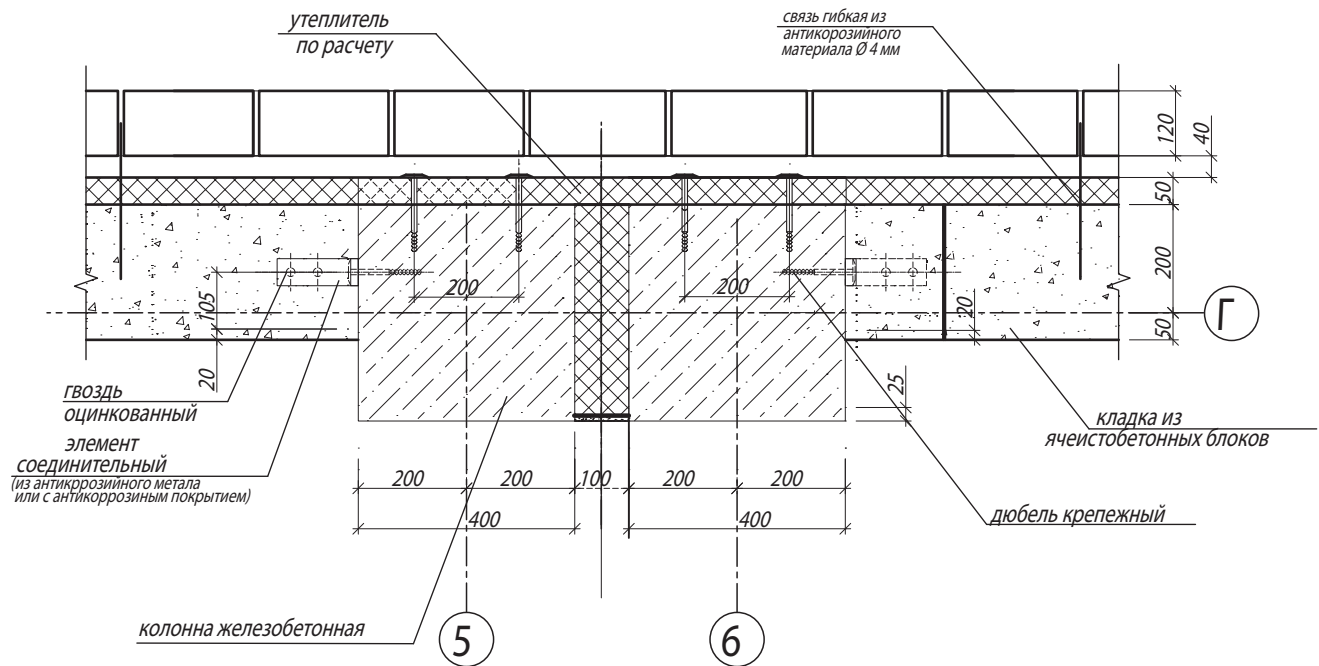 утеплитель
по расчету
связь гибкая из
антикорозийного
материала Ø 4 мм
120
40
50
200
50
200
200
105
20
20
25
Г
гвоздь
оцинкованный
элемент
соединительный
(из антикррозийного метала
или с антикоррозиным покрытием)
кладка из
ячеистобетонных блоков
200
200
100
200
200
400
400
дюбель крепежный
колонна железобетонная
5
6